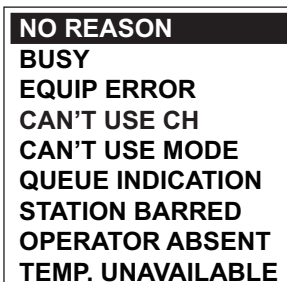 NO REASON
BUSY
EQUIP ERROR
CAN’T USE CH
CAN’T USE MODE
QUEUE INDICATION
STATION BARRED
OPERATOR ABSENT
TEMP. UNAVAILABLE